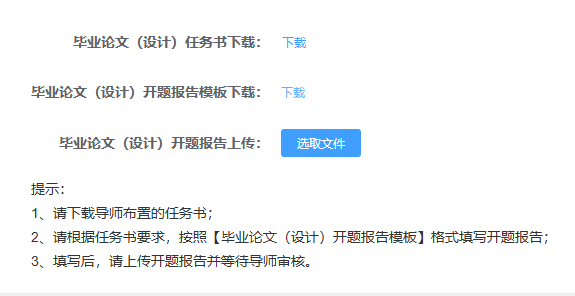 毕业论文（设计）任务书下载： 下载
毕业论文（设计）开题报告模板下载： 下载
毕业论文（设计）开题报告上传： 选取文件
提示：
1、请下载导师布置的任务书；
2、请根据任务书要求，按照【毕业论文（设计）开题报告模板】格式填写开题报告；
3、填写后，请上传开题报告并等待导师审核。